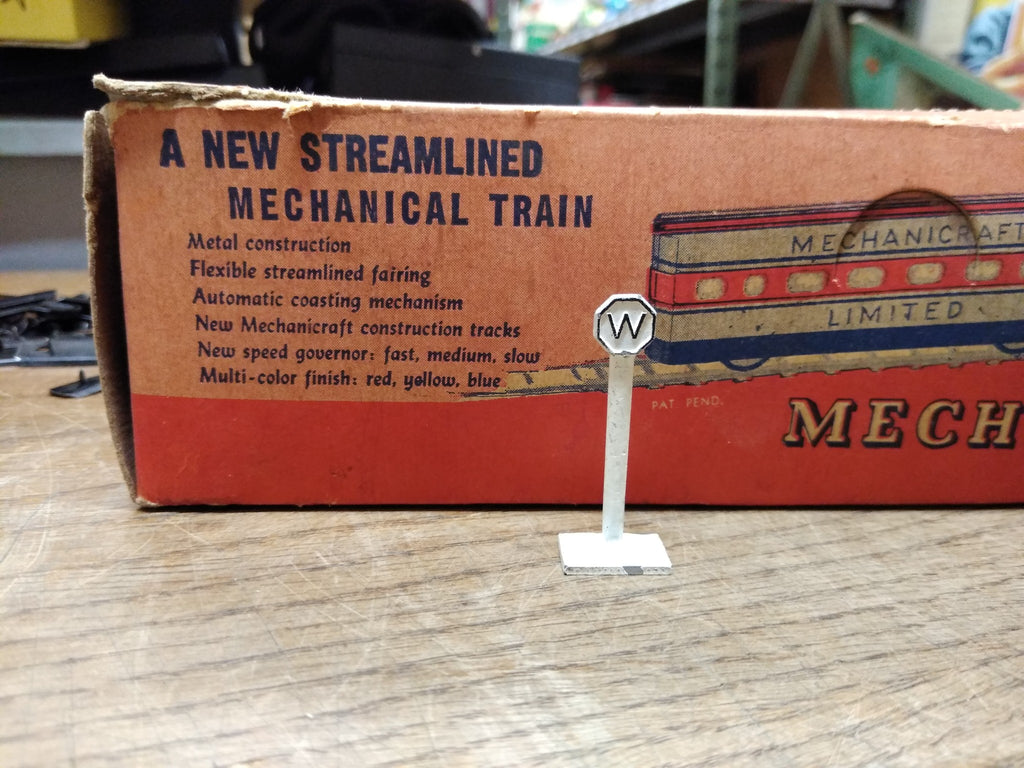 A NEW STREAMLINED
MECHANICAL TRAIN
Metal construction
Flexible streamlined fairing
Automatic coasting mechanism
New Mechanicraft construction tracks
New speed governor: fast, medium, slow
Multi-color finish: red, yellow, blue
MECHANICRAFT
LIMITED
W
PAT PEND.
MECH